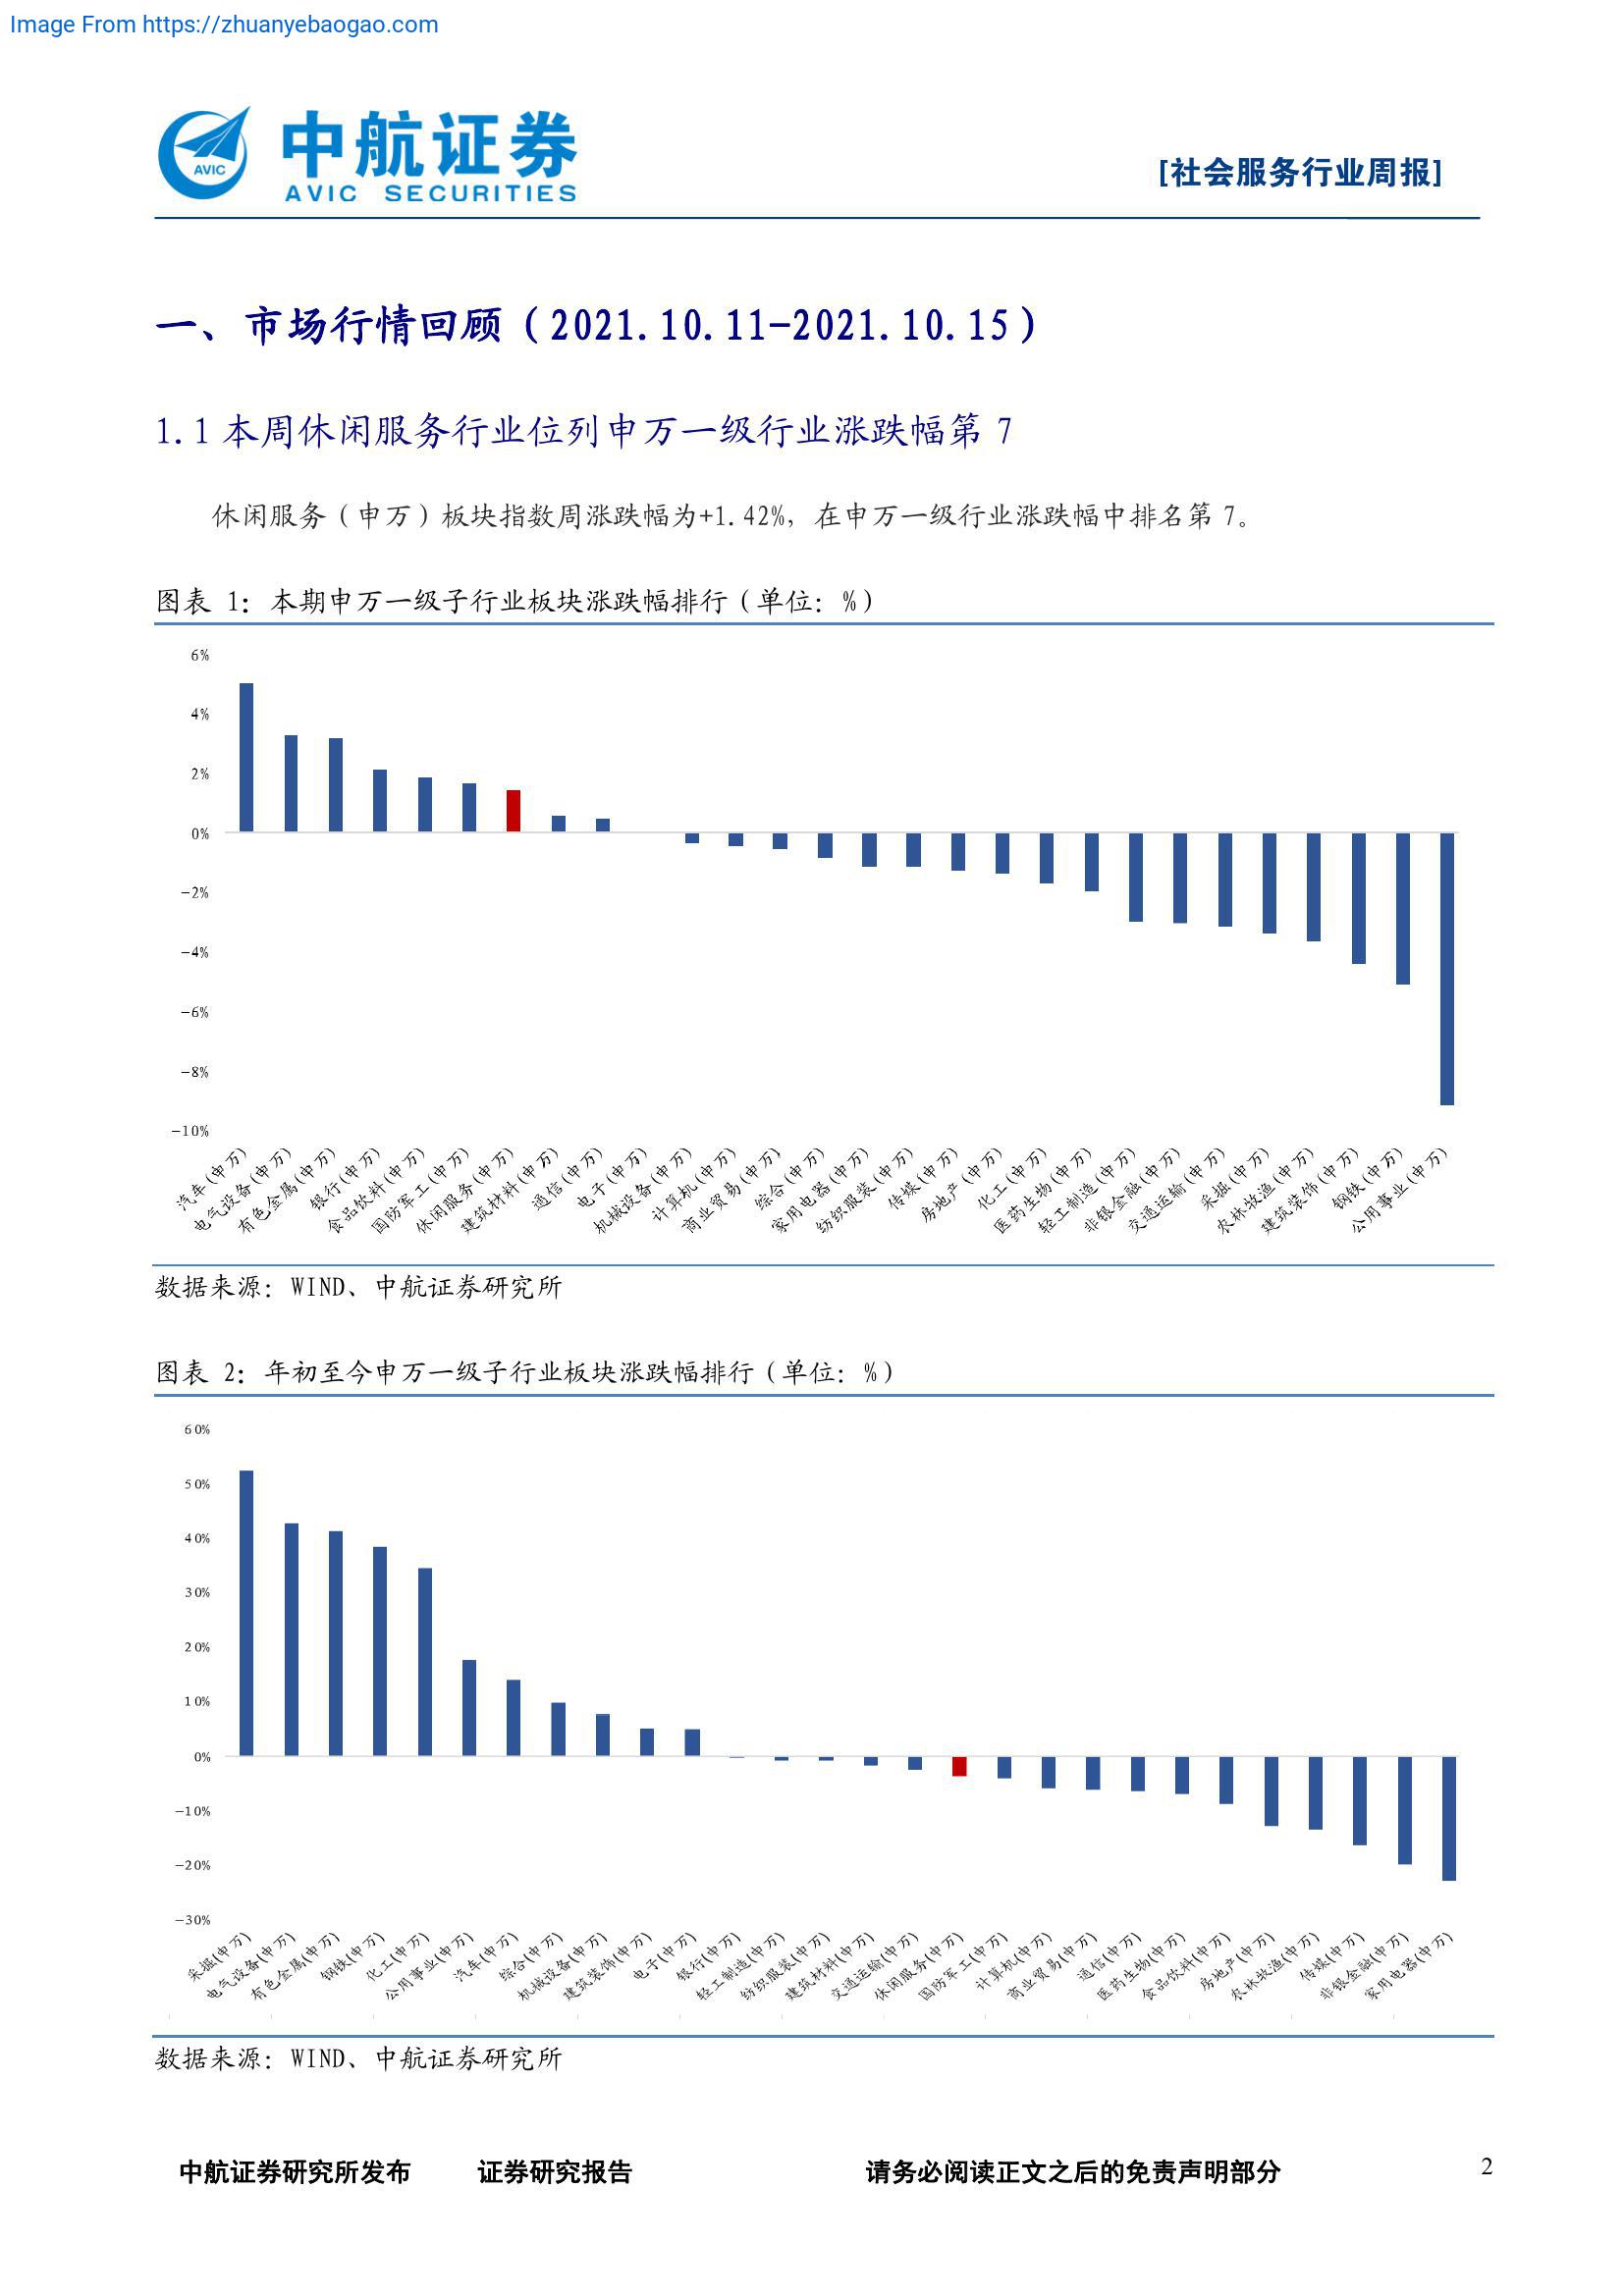 Image From https://zhuanyebaogao.com
AVIC
中航证券
AVIC SECURITIES
[社会服务行业周报]
一、市场行情回顾（2021.10.11-2021.10.15）
1.1 本周休闲服务行业位列申万一级行业涨跌幅第 7
休闲服务（申万）板块指数周涨跌幅为+1.42%，在申万一级行业涨跌幅中排名第 7。
图表 1：本期申万一级子行业板块涨跌幅排行（单位：%）
6%
4%
2%
0%
-2%
-4%
-6%
-8%
-10%
汽车(申万)
电气设备(申万)
有色金属(申万)
银行(申万)
食品饮料(申万)
国防军工(申万)
休闲服务(申万)
建筑材料(申万)
通信(申万)
电子(申万)
机械设备(申万)
计算机(申万)
商业贸易(申万)
综合(申万)
家用电器(申万)
纺织服装(申万)
传媒(申万)
房地产(申万)
化工(申万)
医药生物(申万)
轻工制造(申万)
非银金融(申万)
交通运输(申万)
采掘(申万)
农林牧渔(申万)
建筑装饰(申万)
钢铁(申万)
公用事业(申万)
数据来源：WIND、中航证券研究所
图表 2：年初至今申万一级子行业板块涨跌幅排行（单位：%）
60%
50%
40%
30%
20%
10%
0%
-10%
-20%
-30%
采掘(申万)
电气设备(申万)
有色金属(申万)
钢铁(申万)
化工(申万)
公用事业(申万)
汽车(申万)
综合(申万)
机械设备(申万)
建筑装饰(申万)
电子(申万)
银行(申万)
轻工制造(申万)
纺织服装(申万)
建筑材料(申万)
交通运输(申万)
休闲服务(申万)
国防军工(申万)
计算机(申万)
商业贸易(申万)
通信(申万)
医药生物(申万)
食品饮料(申万)
房地产(申万)
农林牧渔(申万)
传媒(申万)
非银金融(申万)
家用电器(申万)
数据来源：WIND、中航证券研究所
中航证券研究所发布 证券研究报告 请务必阅读正文之后的免责声明部分 2